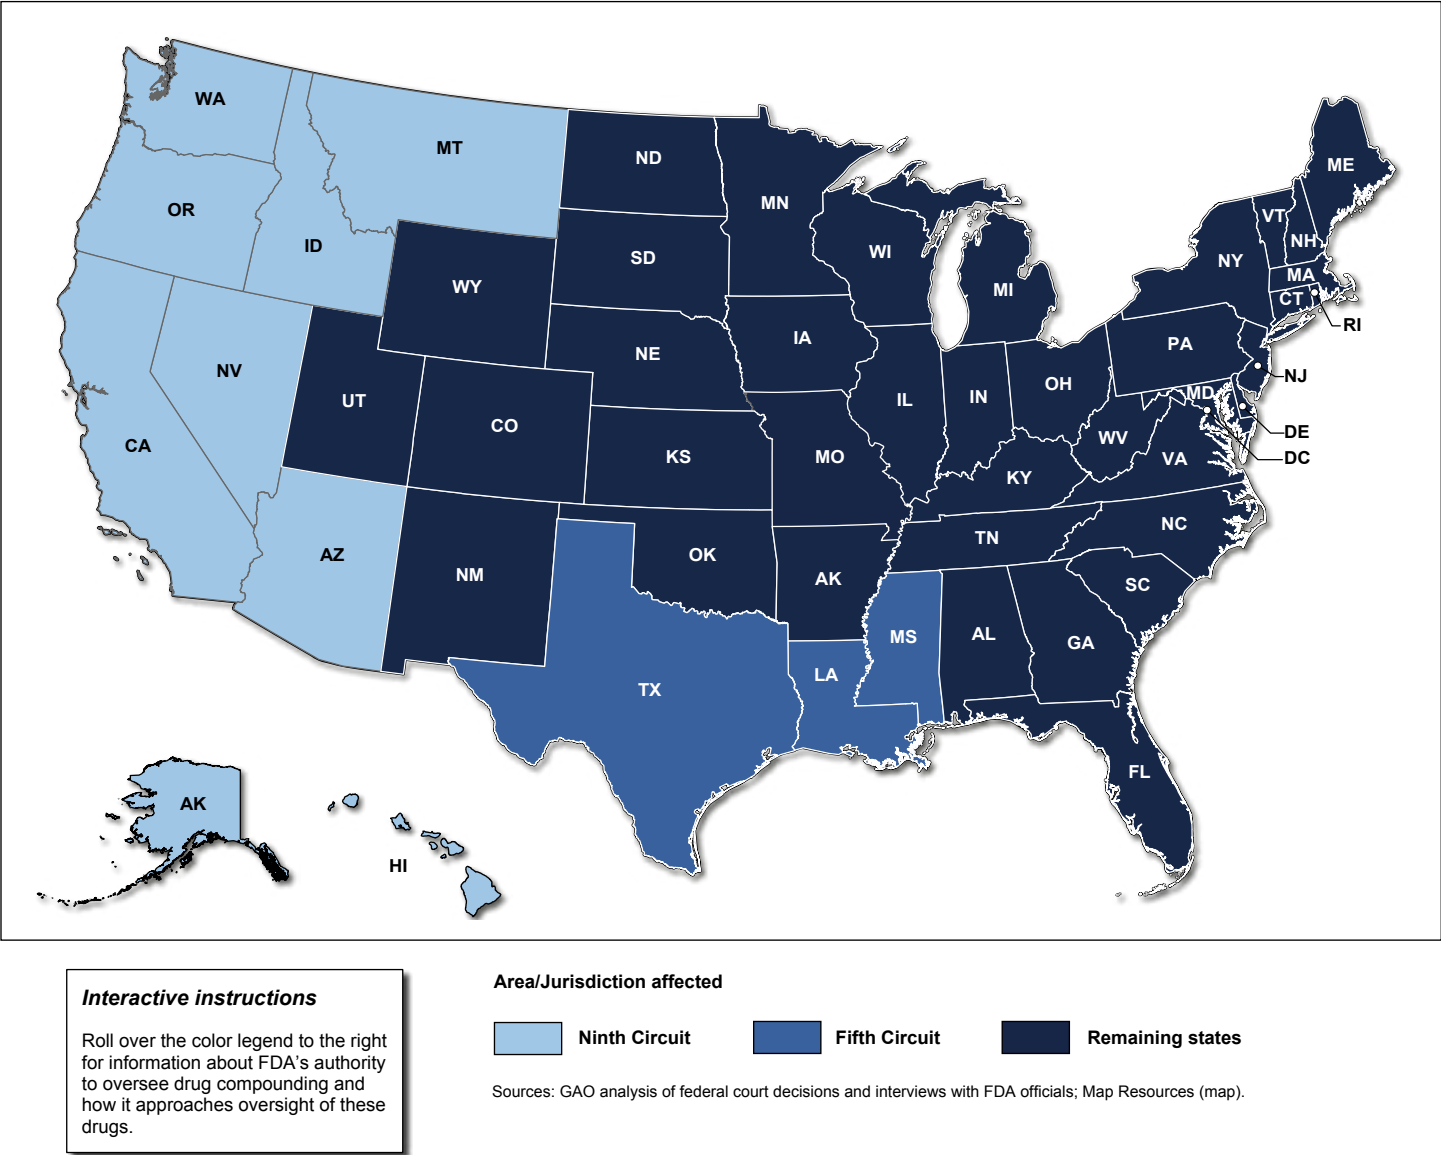 WA
MT
ND
MN
ME
OR
ID
SD
WI
VT
NH
NY
MA
CT
RI
WY
MI
NV
NE
IA
PA
NJ
UT
CO
IL
IN
OH
MD
DE
DC
CA
KS
MO
WV
VA
KY
AZ
NM
OK
AK
TN
NC
SC
TX
LA
MS
AL
GA
FL
AK
HI
Interactive instructions
Roll over the color legend to the right
for information about FDA's authority
to oversee drug compounding and
how it approaches oversight of these
drugs.
Area/Jurisdiction affected
Ninth Circuit
Fifth Circuit
Remaining states
Sources: GAO analysis of federal court decisions and interviews with FDA officials; Map Resources (map).